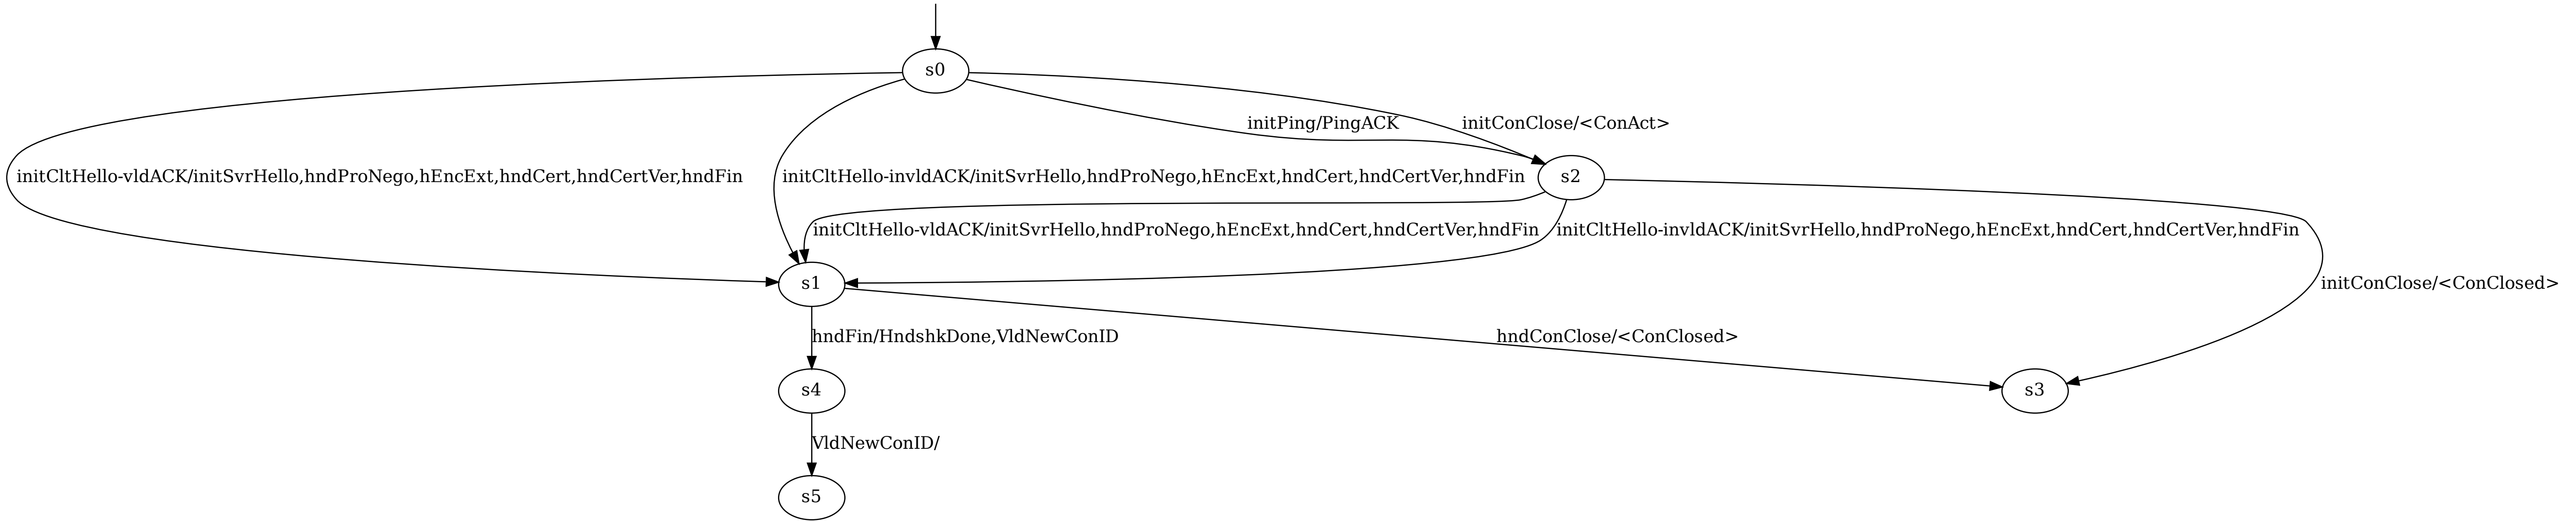 s0
initPing/PingACK
initConClose/<ConAct>
initCltHello-vldACK/initSvrHello,hndProNego,hEncExt,hndCert,hndCertVer,hndFin
initCltHello-invldACK/initSvrHello,hndProNego,hEncExt,hndCert,hndCertVer,hndFin
s2
initCltHello-vldACK/initSvrHello,hndProNego,hEncExt,hndCert,hndCertVer,hndFin
initCltHello-invldACK/initSvrHello,hndProNego,hEncExt,hndCert,hndCertVer,hndFin
s1
initConClose/<ConClosed>
hndFin/HndshkDone,VldNewConID
hndConClose/<ConClosed>
s4
s3
VldNewConID/
s5